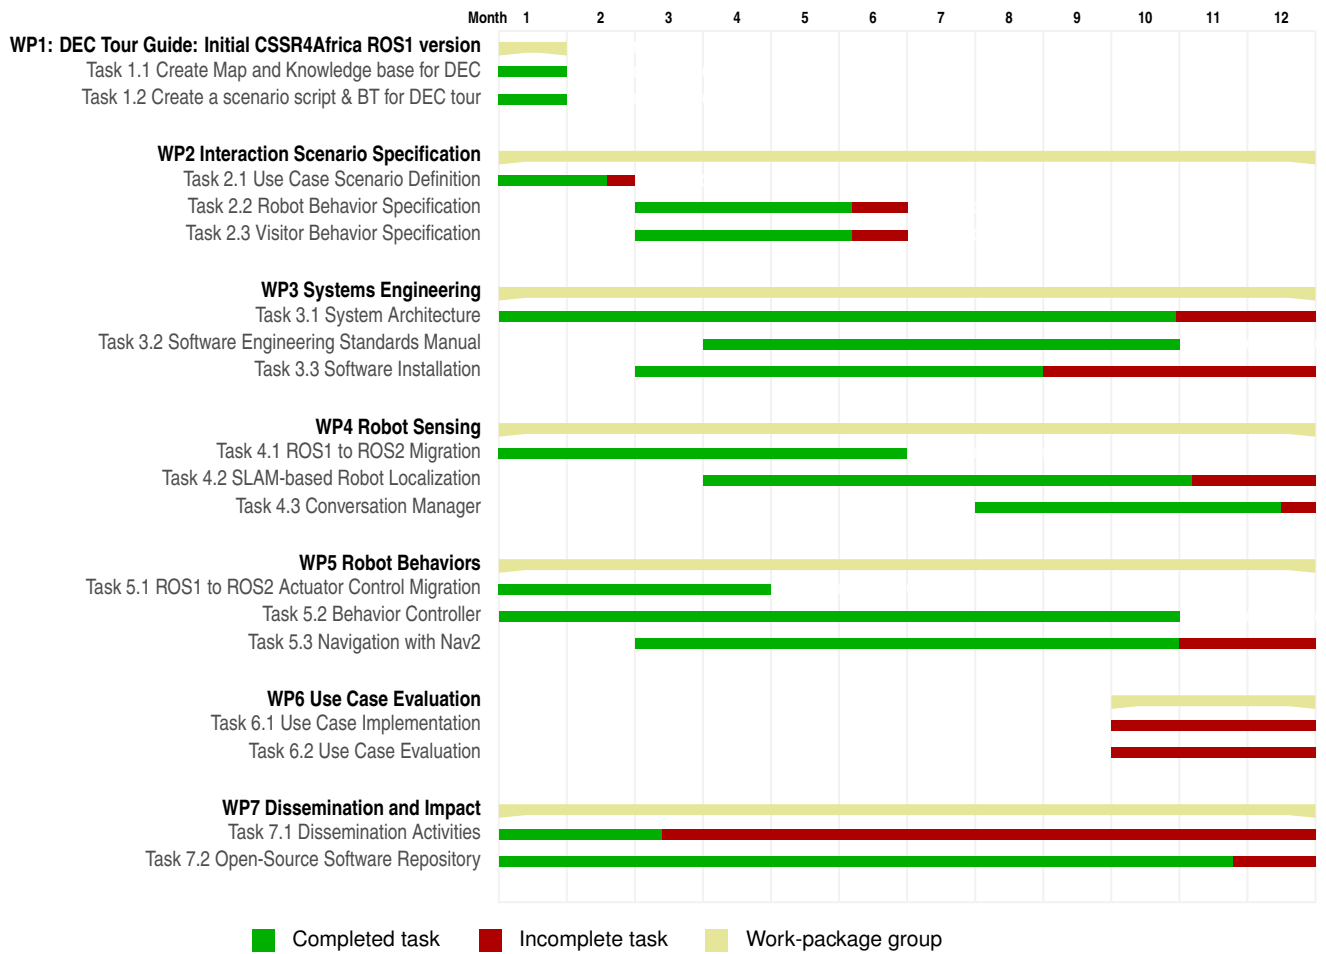 Month 1 2 3 4 5 6 7 8 9 10 11 12
WP1: DEC Tour Guide: Initial CSSR4Africa ROS1 version
Task 1.1 Create Map and Knowledge base for DEC
Task 1.2 Create a scenario script & BT for DEC tour
WP2 Interaction Scenario Specification
Task 2.1 Use Case Scenario Definition
Task 2.2 Robot Behavior Specification
Task 2.3 Visitor Behavior Specification
WP3 Systems Engineering
Task 3.1 System Architecture
Task 3.2 Software Engineering Standards Manual
Task 3.3 Software Installation
WP4 Robot Sensing
Task 4.1 ROS1 to ROS2 Migration
Task 4.2 SLAM-based Robot Localization
Task 4.3 Conversation Manager
WP5 Robot Behaviors
Task 5.1 ROS1 to ROS2 Actuator Control Migration
Task 5.2 Behavior Controller
Task 5.3 Navigation with Nav2
WP6 Use Case Evaluation
Task 6.1 Use Case Implementation
Task 6.2 Use Case Evaluation
WP7 Dissemination and Impact
Task 7.1 Dissemination Activities
Task 7.2 Open-Source Software Repository
Completed task Incomplete task Work-package group